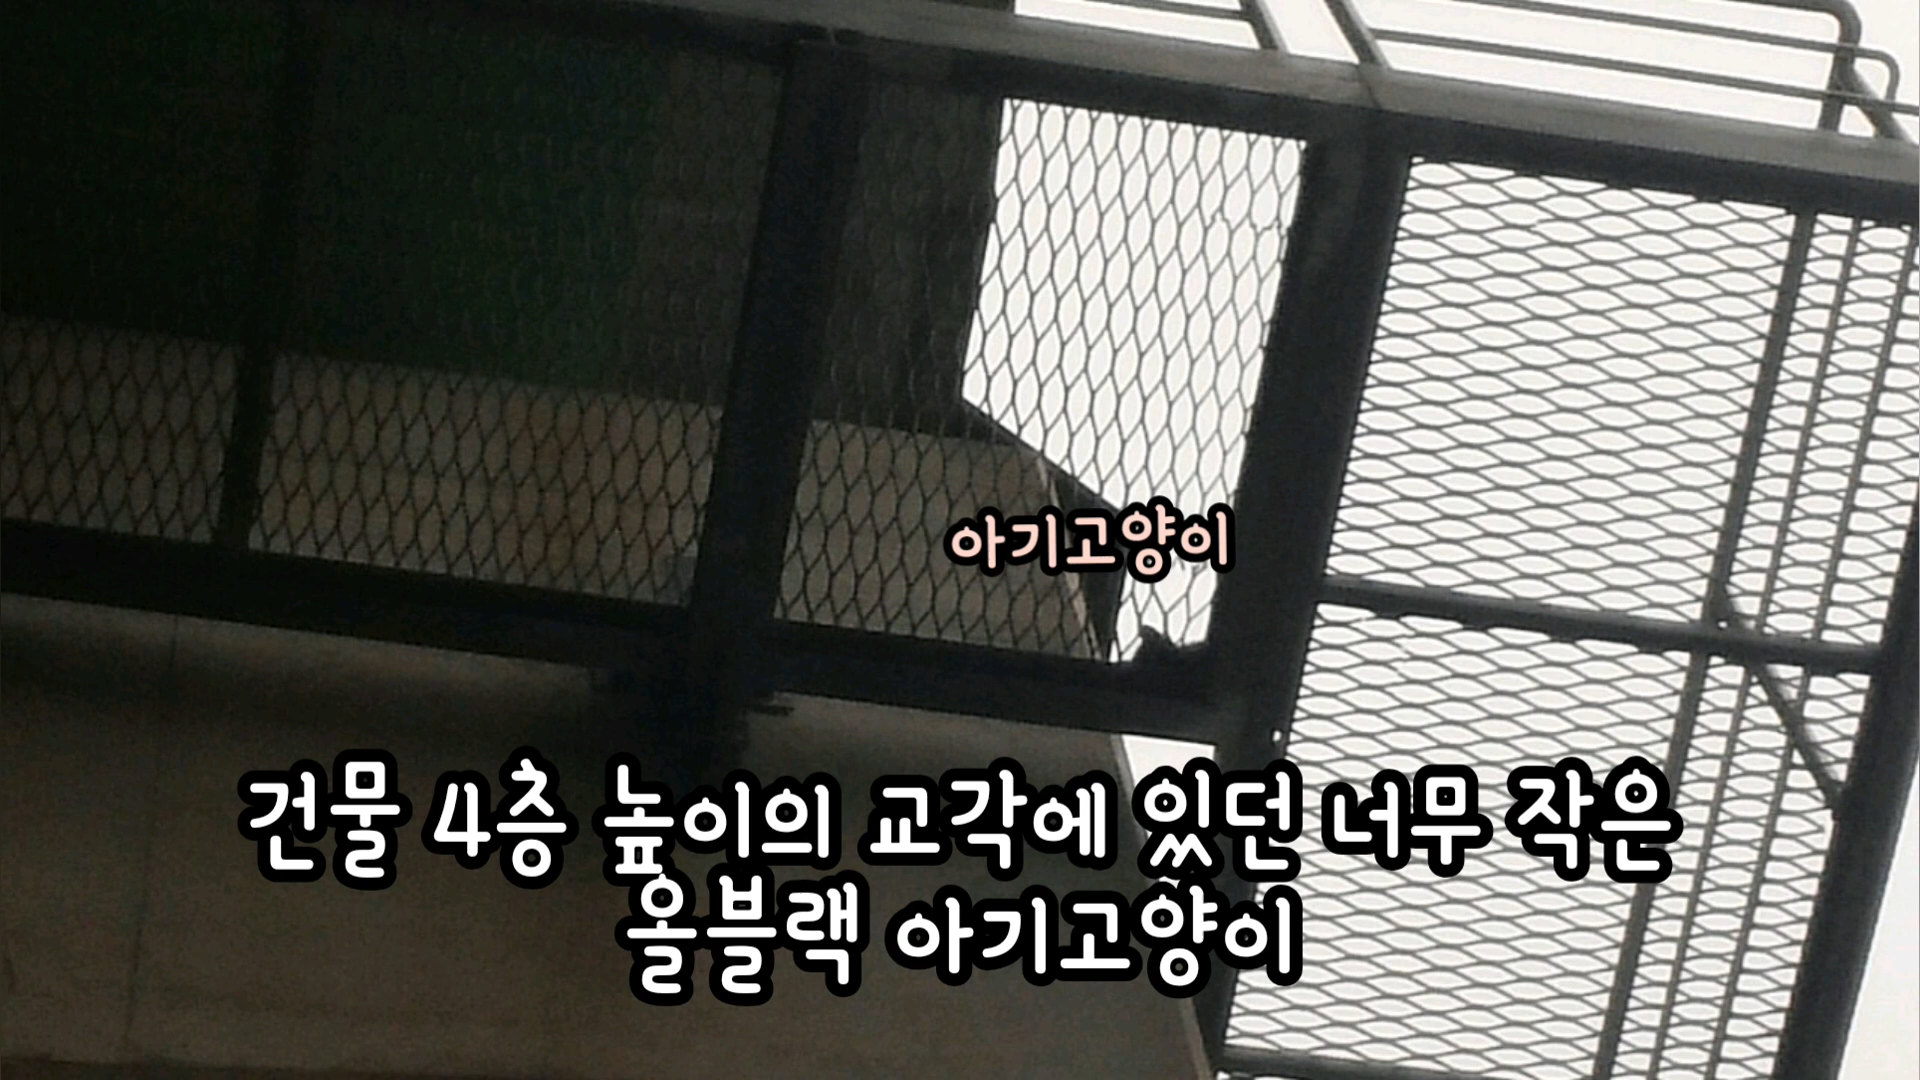 아기고양이
건물 4층 높이의 교각에 있던 너무 작은
올블랙 아기고양이